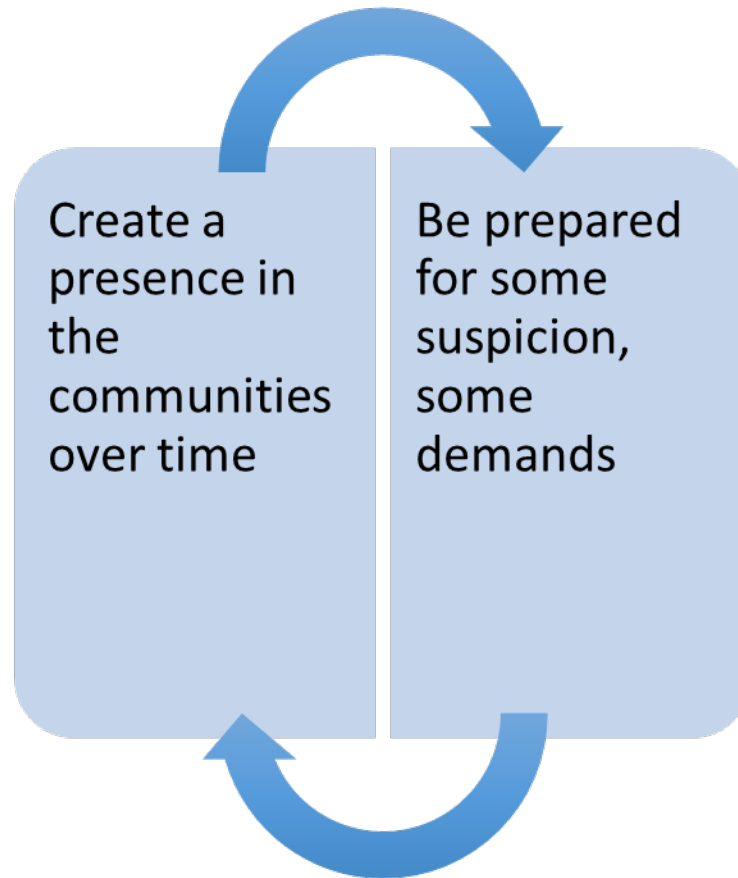 Create a
presence in
the
communities
over time
Be prepared
for some
suspicion,
some
demands